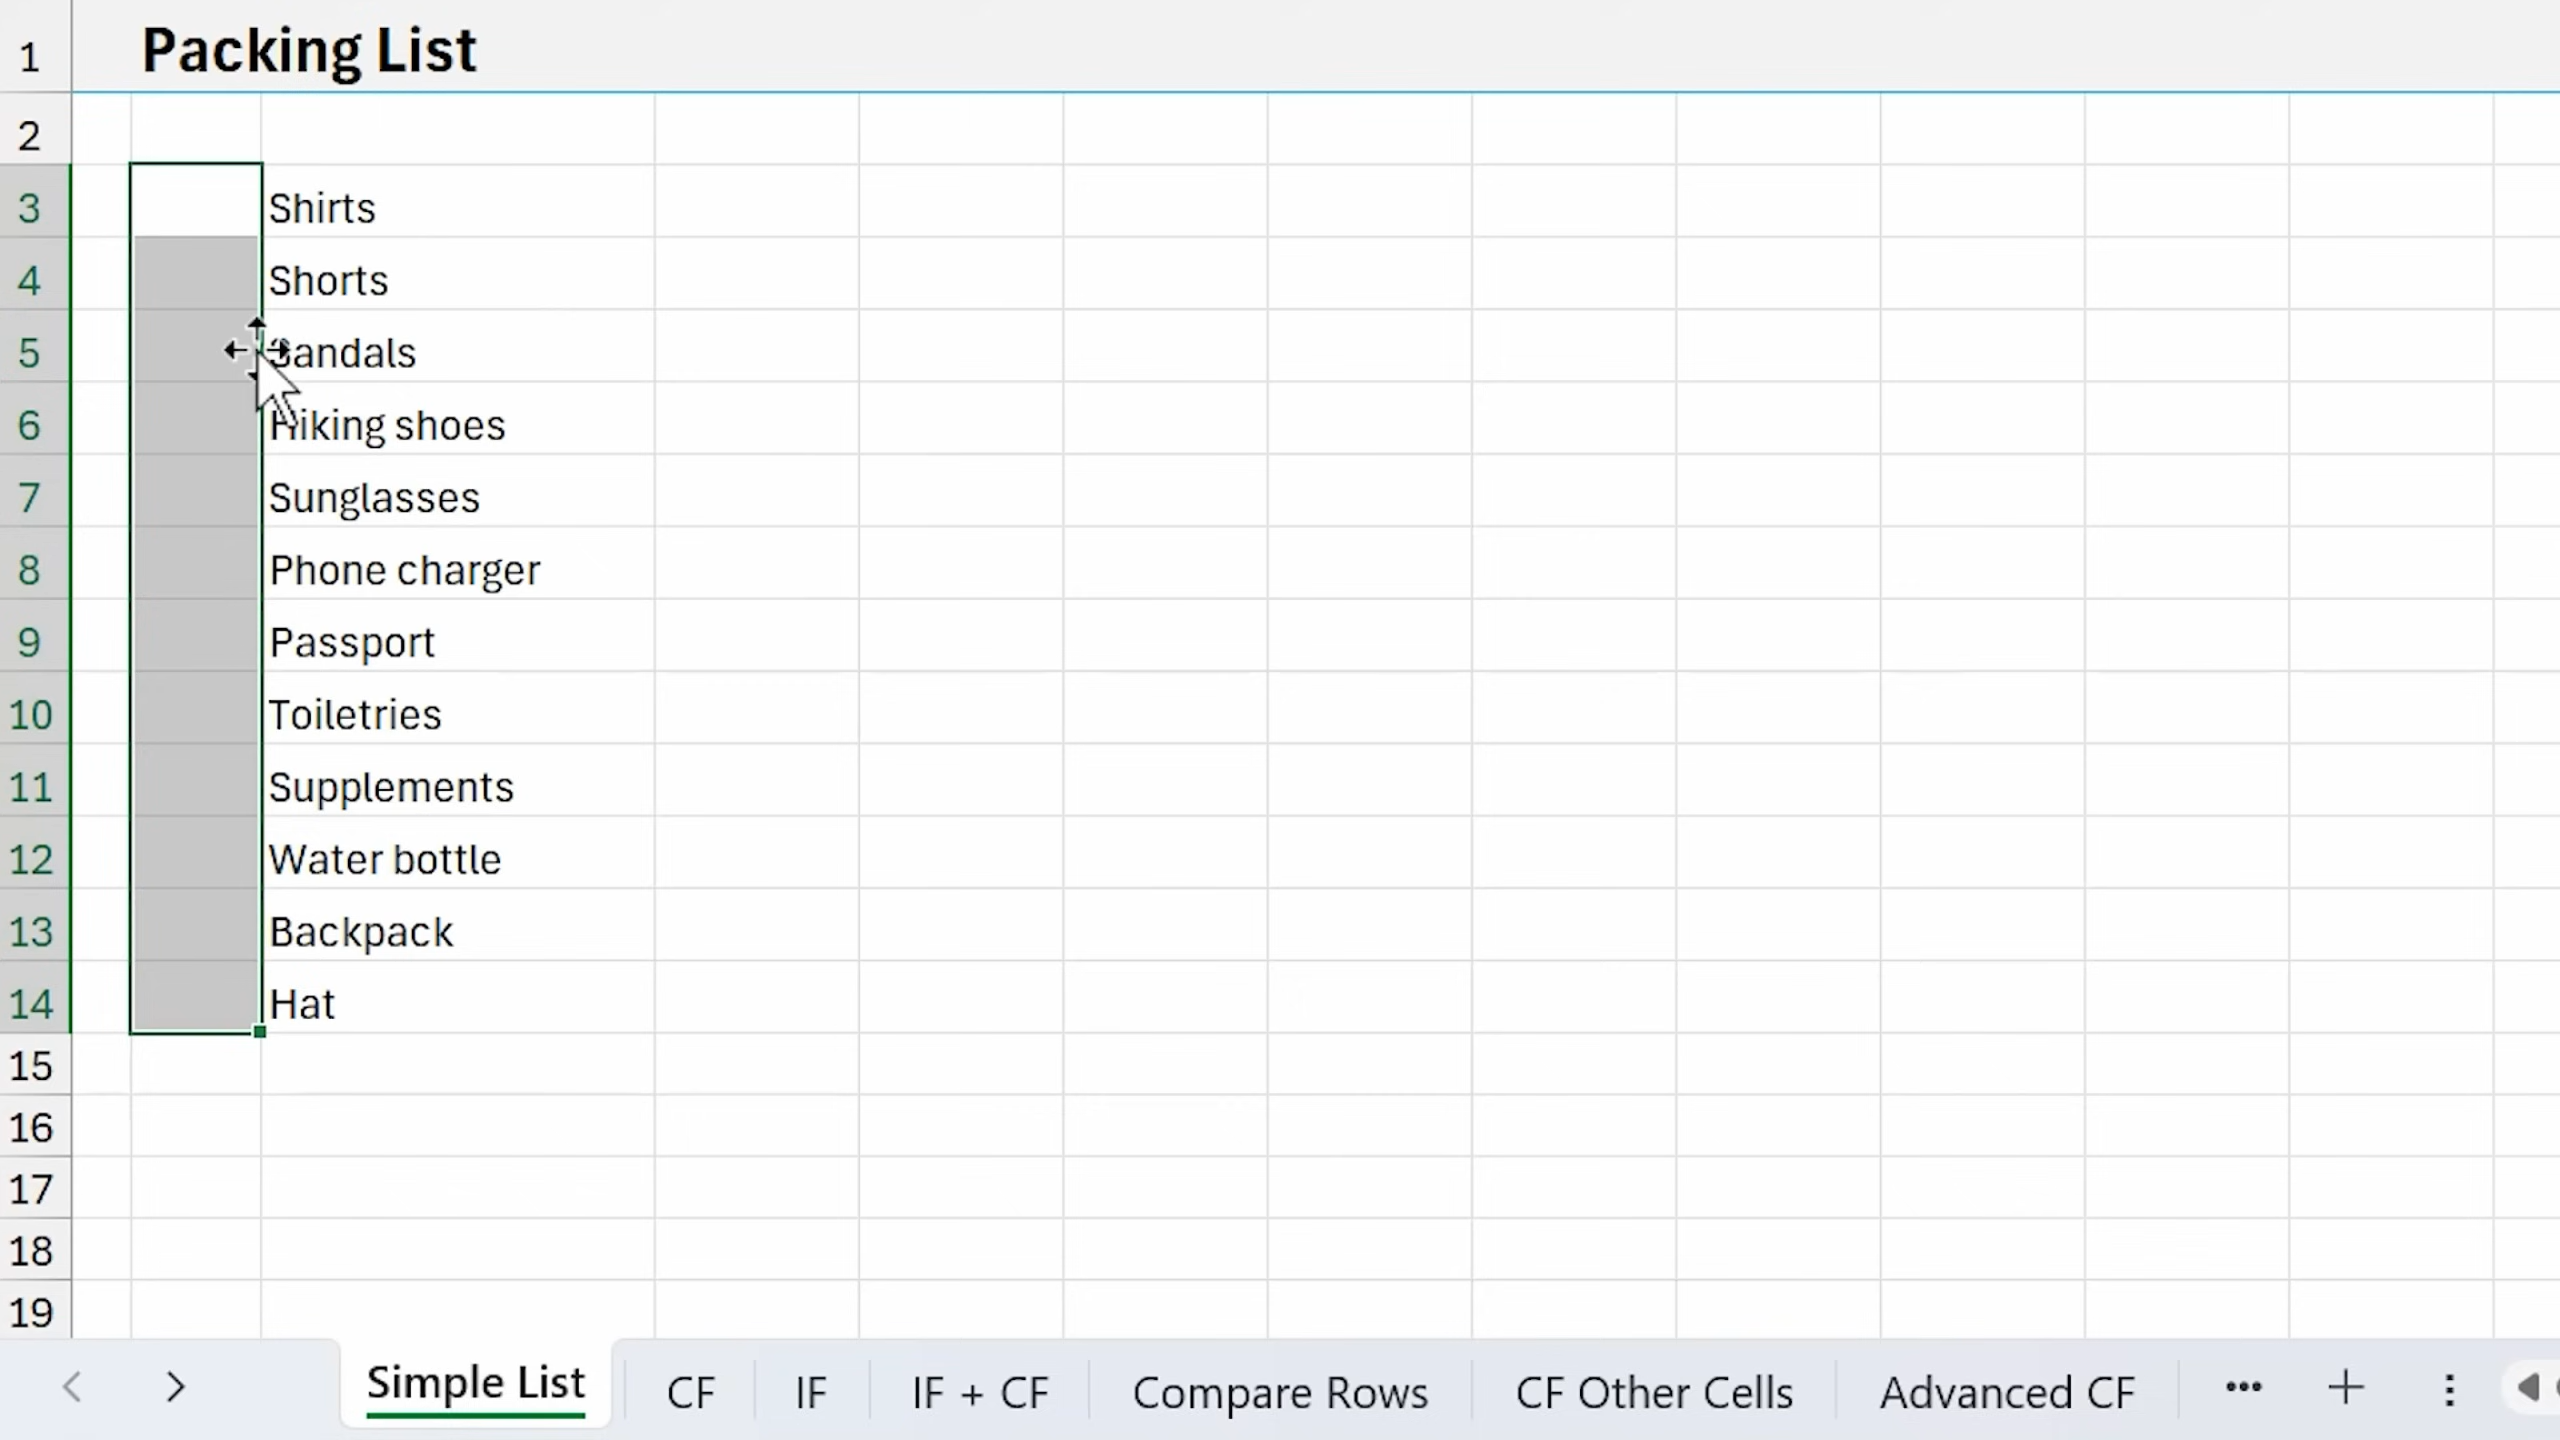 1 Packing List
2
3 Shirts
4 Shorts
5 Sandals
6 Hiking shoes
7 Sunglasses
8 Phone charger
9 Passport
10 Toiletries
11 Supplements
12 Water bottle
13 Backpack
14 Hat
15
16
17
18
19
Simple List CF IF IF + CF Compare Rows CF Other Cells Advanced CF